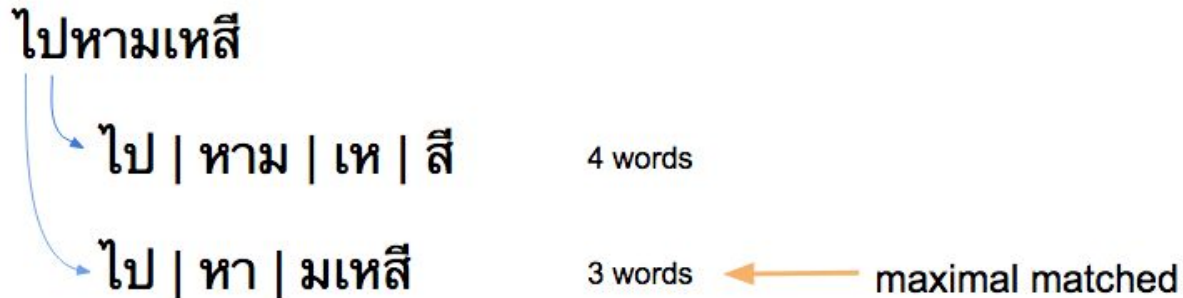 ไปหามเหสี
ไป | หาม | เห | สี 4 words
ไป | หา | มเหสี 3 words maximal matched